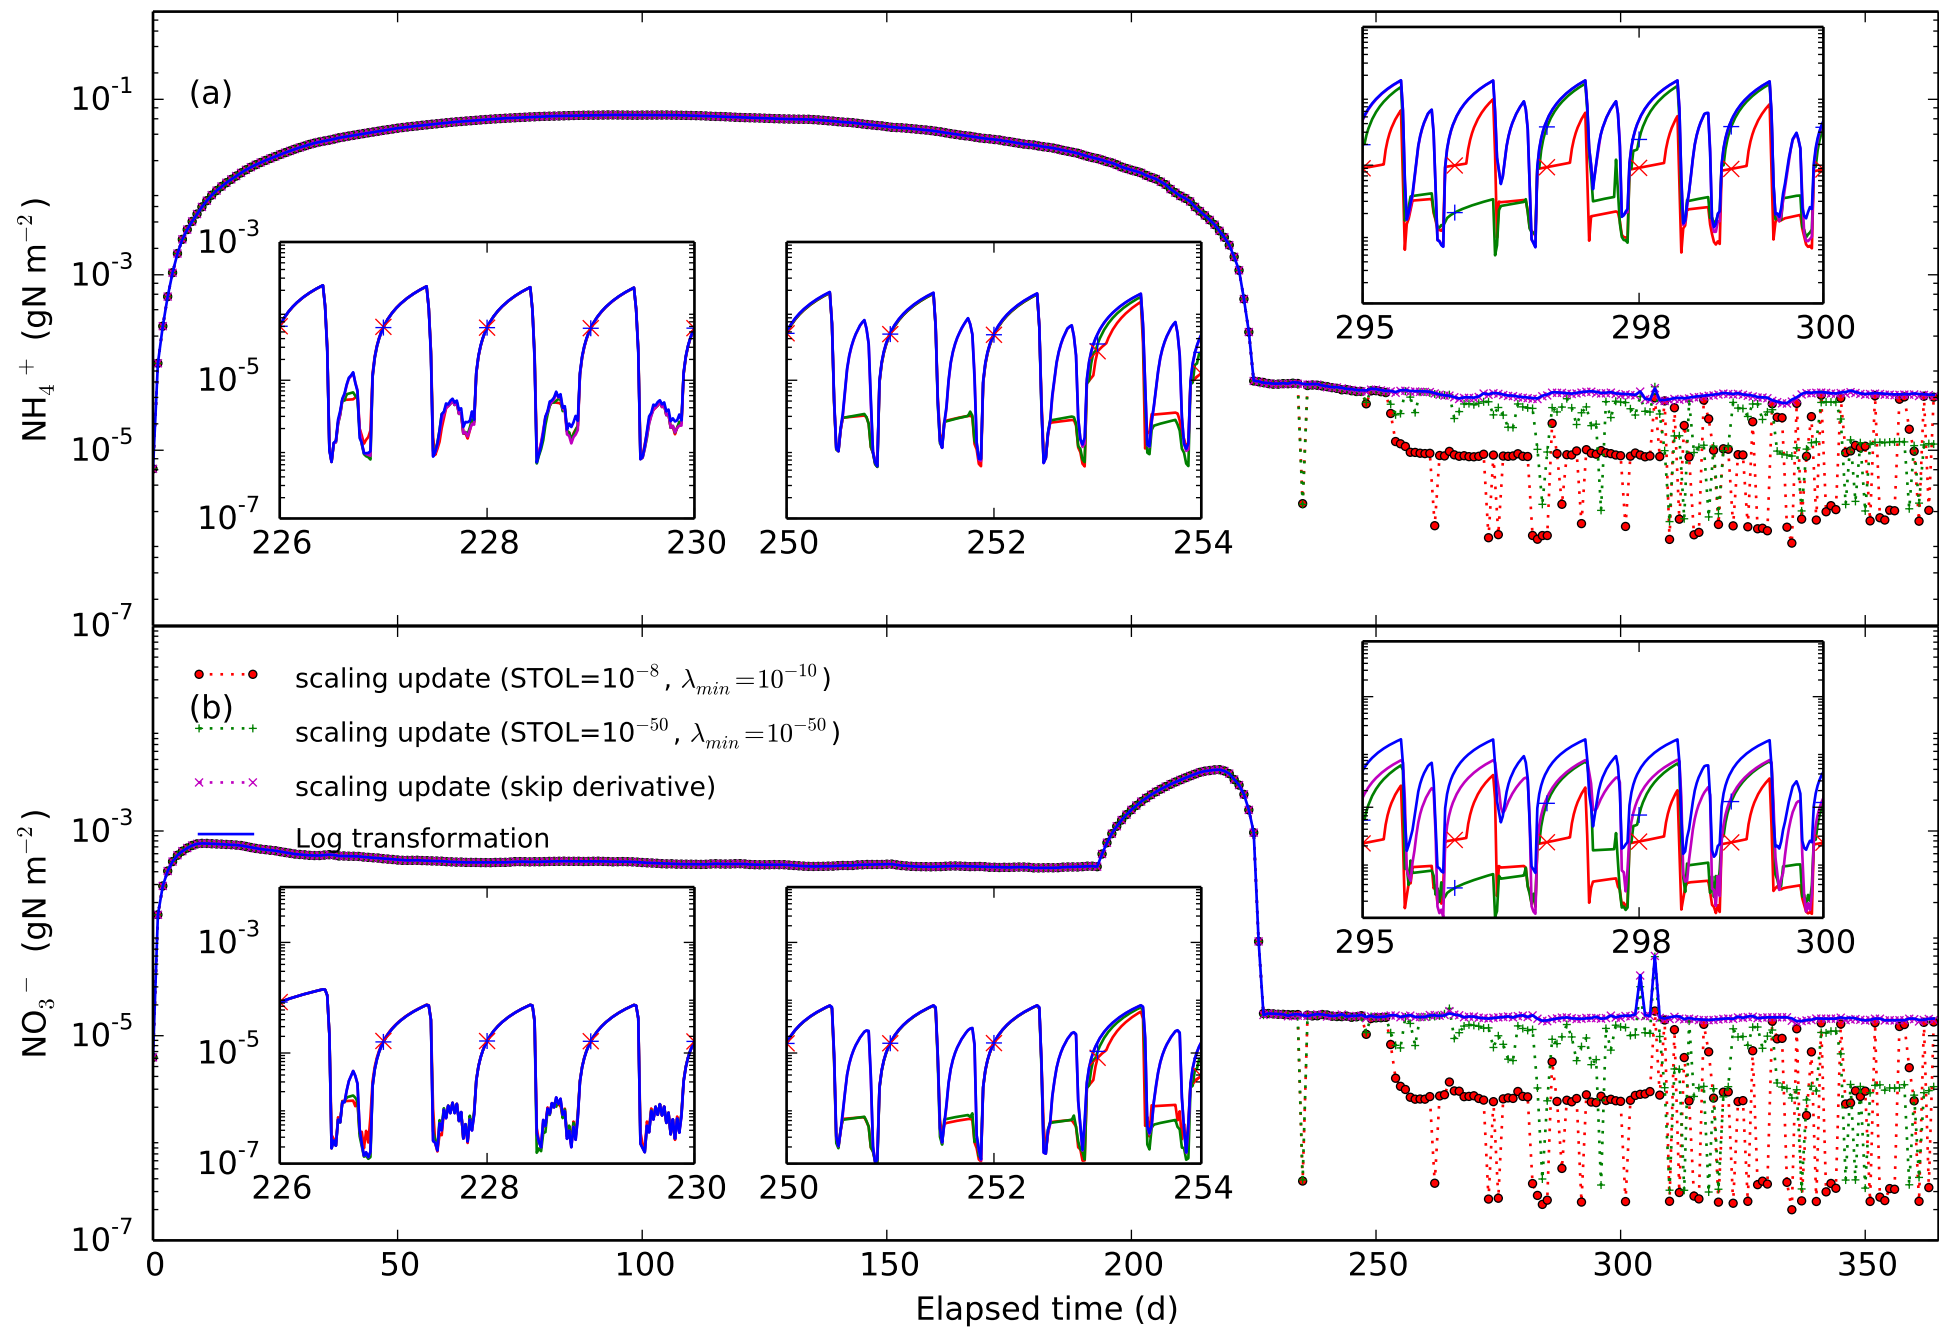 (a)
10⁻¹
10⁻³
10⁻⁵
10⁻⁷
NH₄⁺ (gN m⁻²)
10⁻³
10⁻⁵
10⁻⁷
226 228 230
250 252 254
295 298 300
scaling update (STOL=10⁻⁸, λ_min=10⁻¹⁰)
(b)
scaling update (STOL=10⁻⁵⁰, λ_min=10⁻⁵⁰)
scaling update (skip derivative)
Log transformation
10⁻³
10⁻⁵
10⁻⁷
NO₃⁻ (gN m⁻²)
10⁻³
10⁻⁵
10⁻⁷
226 228 230
250 252 254
295 298 300
0 50 100 150 200 250 300 350
Elapsed time (d)